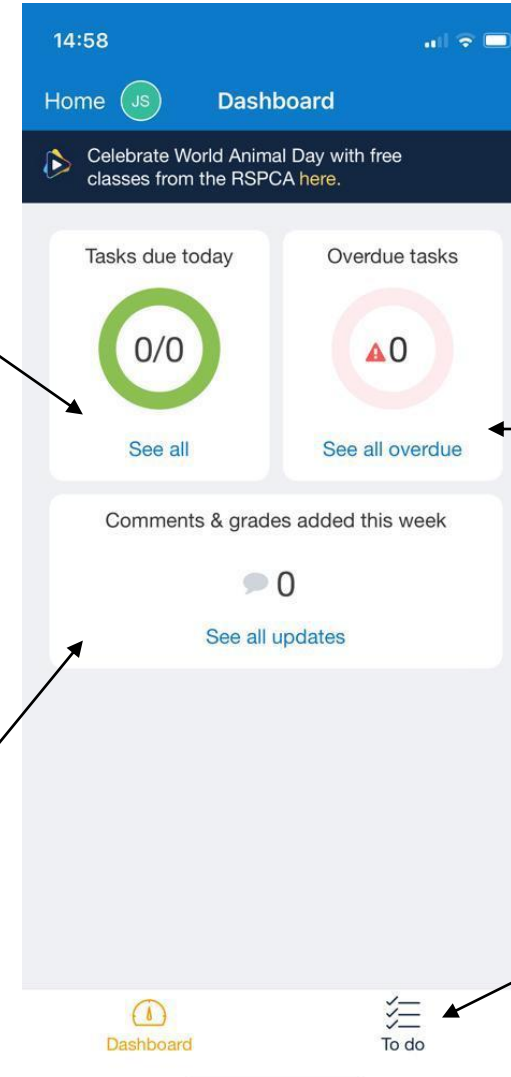 14:58
Home JS Dashboard
Celebrate World Animal Day with free
classes from the RSPCA here.
Tasks due today
0/0
See all
Overdue tasks
0
See all overdue
Comments & grades added this week
0
See all updates
Dashboard
To do